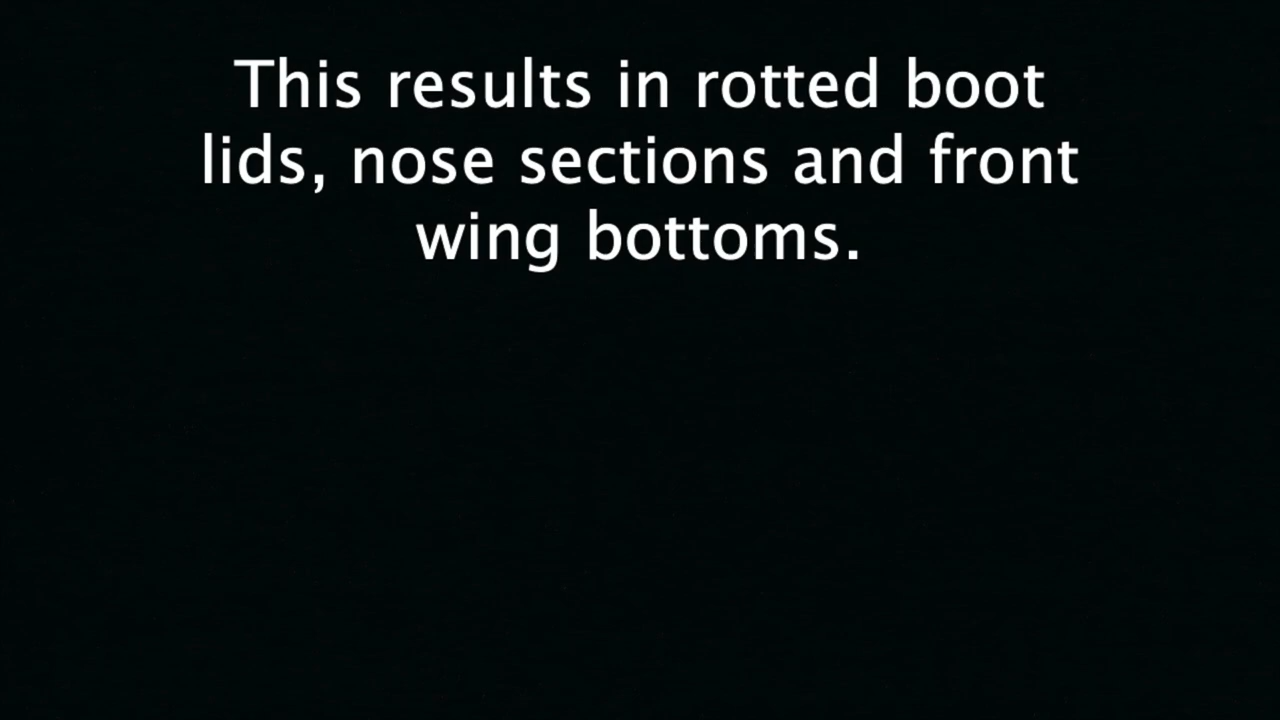 This results in rotted boot
lids, nose sections and front
wing bottoms.